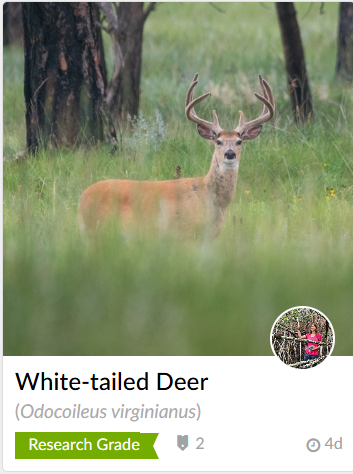 White-tailed Deer
(Odocoileus virginianus)
Research Grade 2 4d